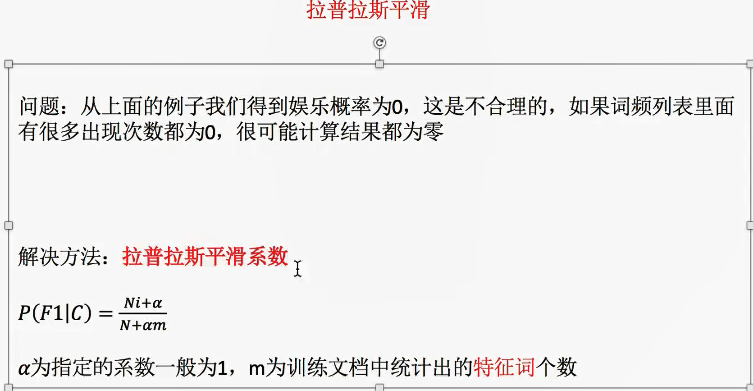 拉普拉斯平滑
问题：从上面的例子我们得到娱乐概率为0，这是不合理的，如果词频列表里面
有很多出现次数都为0，很可能计算结果都为零
解决方法：拉普拉斯平滑系数
P(F1|C) = \frac{Ni+α}{N+αm}
α为指定的系数一般为1，m为训练文档中统计出的特征词个数